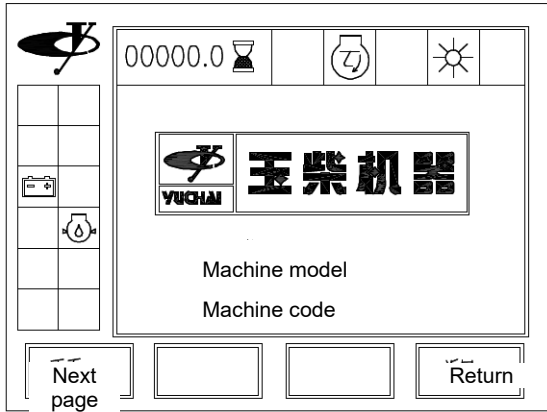 00000.0
YUCHAI
玉柴机器
Machine model
Machine code
Next
page
Return